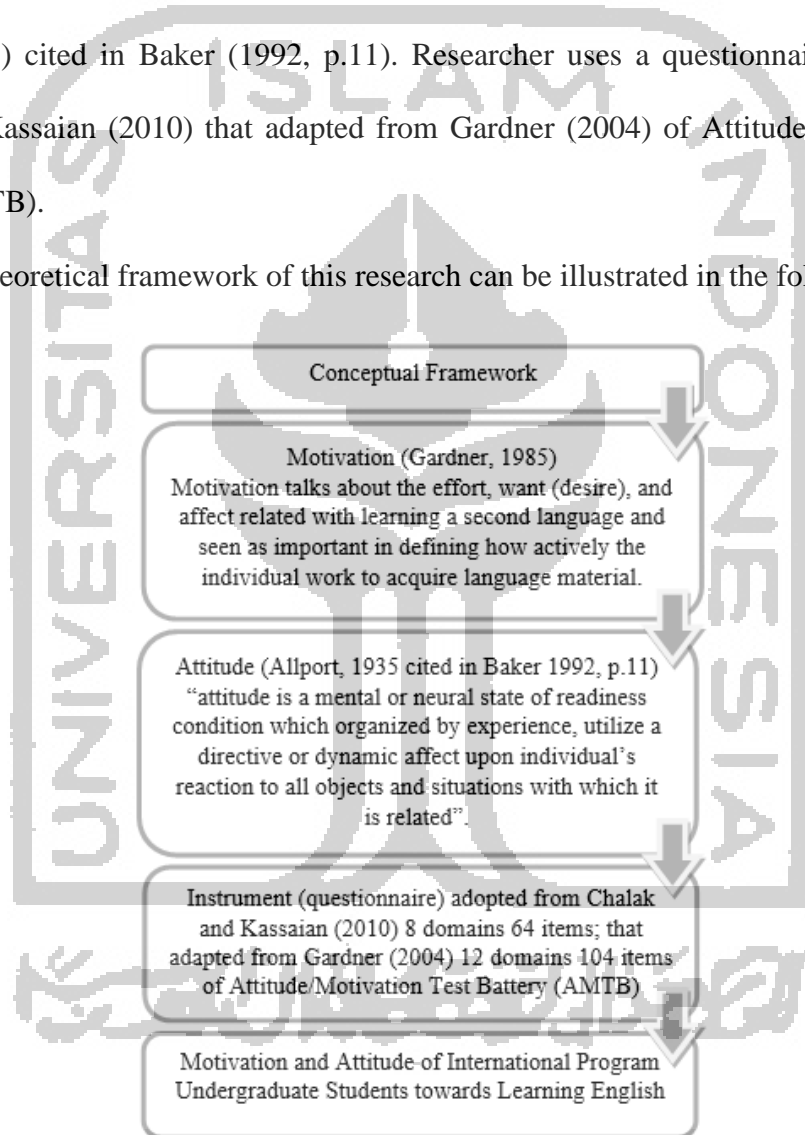 ) cited in Baker (1992, p.11). Researcher uses a questionnai
Kassaian (2010) that adapted from Gardner (2004) of Attitude
TB).
eoretical framework of this research can be illustrated in the fol
Conceptual Framework
Motivation (Gardner, 1985)
Motivation talks about the effort, want (desire), and
affect related with learning a second language and
seen as important in defining how actively the
individual work to acquire language material.
Attitude (Allport, 1935 cited in Baker 1992, p.11)
“attitude is a mental or neural state of readiness
condition which organized by experience, utilize a
directive or dynamic affect upon individual’s
reaction to all objects and situations with which it
is related”.
Instrument (questionnaire) adopted from Chalak
and Kassaian (2010) 8 domains 64 items; that
adapted from Gardner (2004) 12 domains 104 items
of Attitude/Motivation Test Battery (AMTB)
Motivation and Attitude of International Program
Undergraduate Students towards Learning English
UNIVERSITAS
ISLAM
INDONESIA